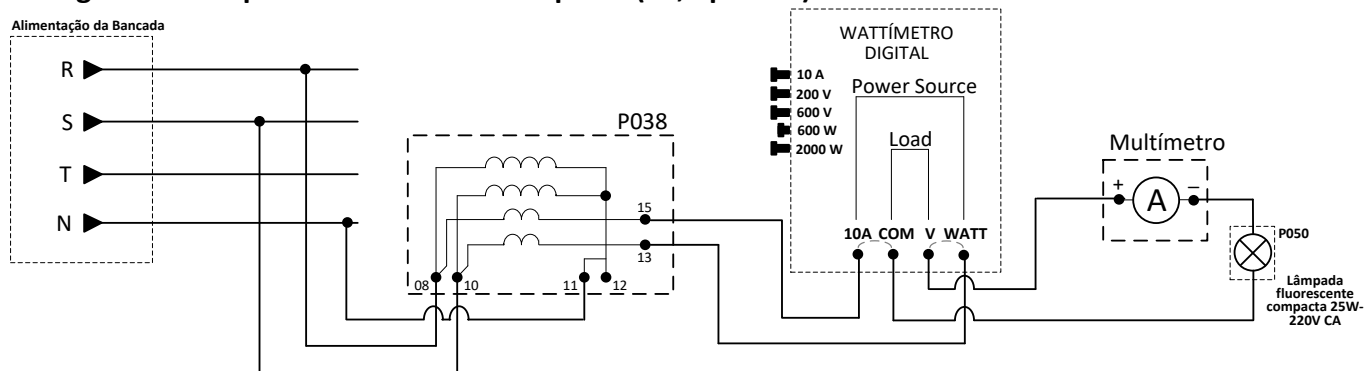 Alimentação da Bancada
R
S
T
N
P038
15
13
08
10
11
12
WATTÍMETRO
DIGITAL
10 A
200 V
600 V
600 W
2000 W
Power Source
Load
10A COM V WATT
Multímetro
+
A
−
P050
Lâmpada
fluorescente
compacta 25W-
220V CA